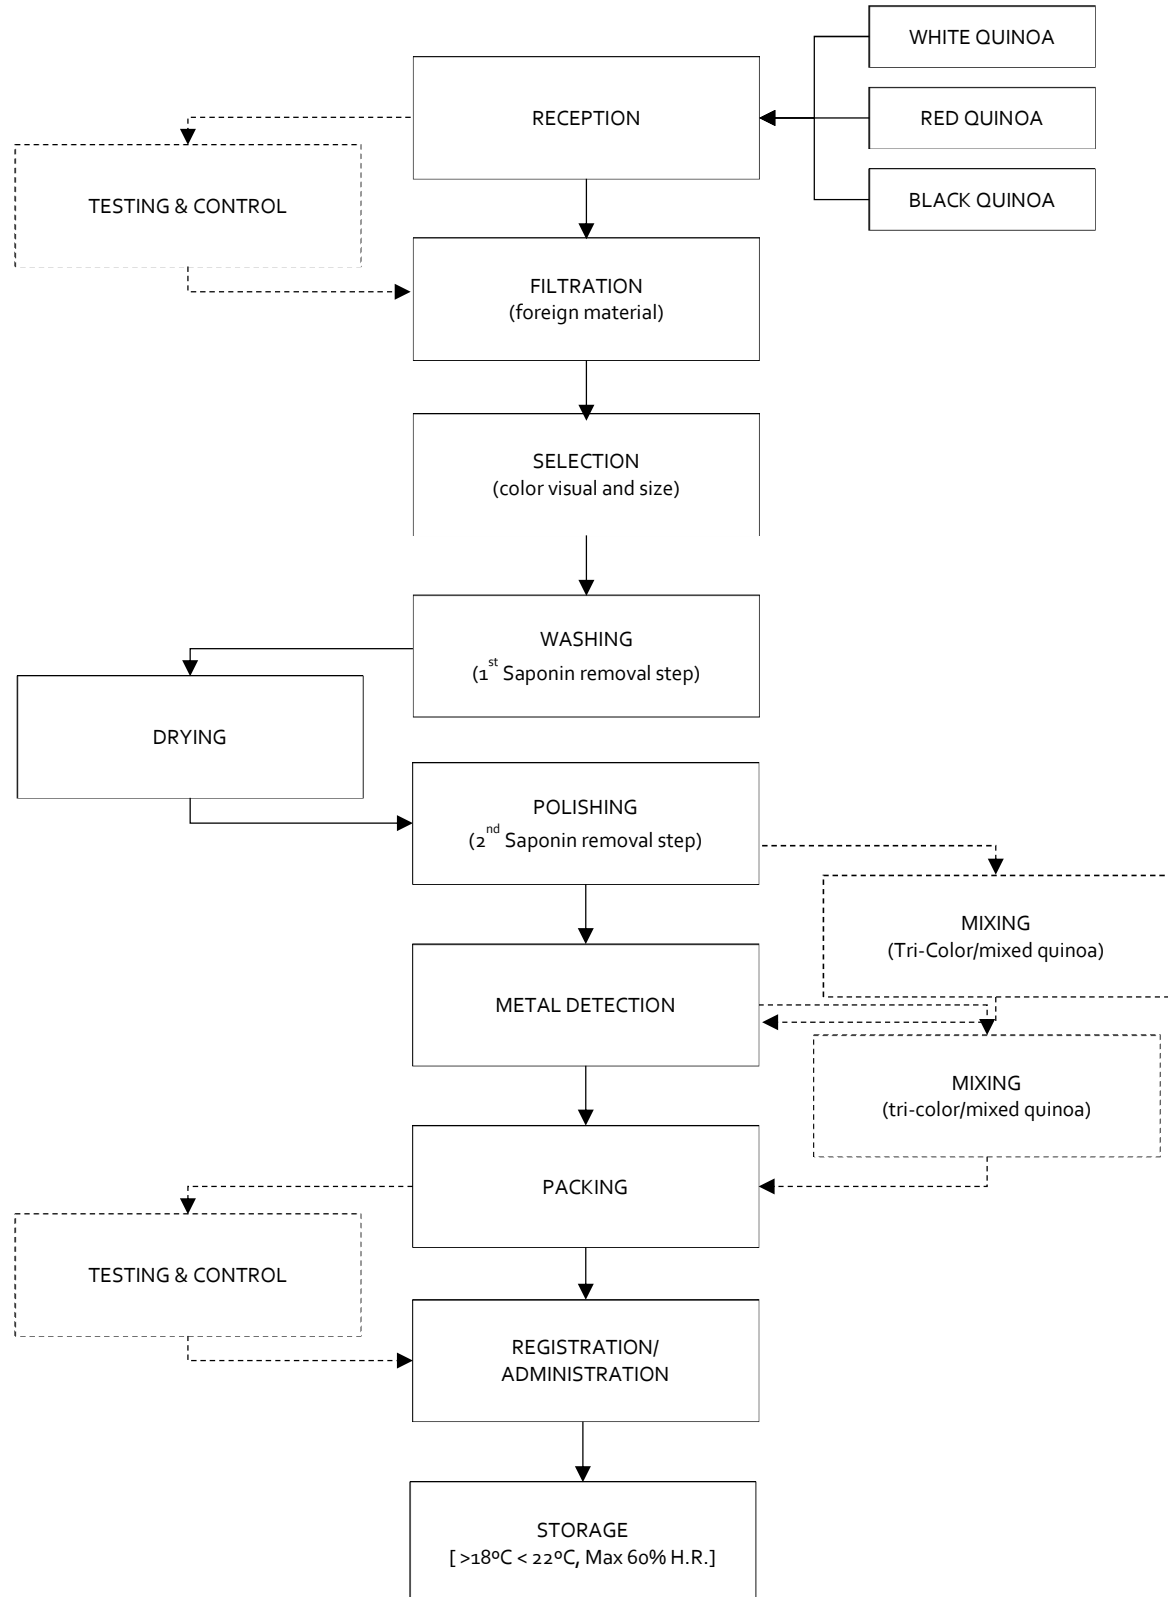 WHITE QUINOA
RECEPTION
RED QUINOA
TESTING & CONTROL
BLACK QUINOA
FILTRATION
(foreign material)
SELECTION
(color visual and size)
WASHING
(1st Saponin removal step)
DRYING
POLISHING
(2nd Saponin removal step)
MIXING
(Tri-Color/mixed quinoa)
METAL DETECTION
MIXING
(tri-color/mixed quinoa)
PACKING
TESTING & CONTROL
REGISTRATION/
ADMINISTRATION
STORAGE
[ >18ºC < 22ºC, Max 60% H.R.]